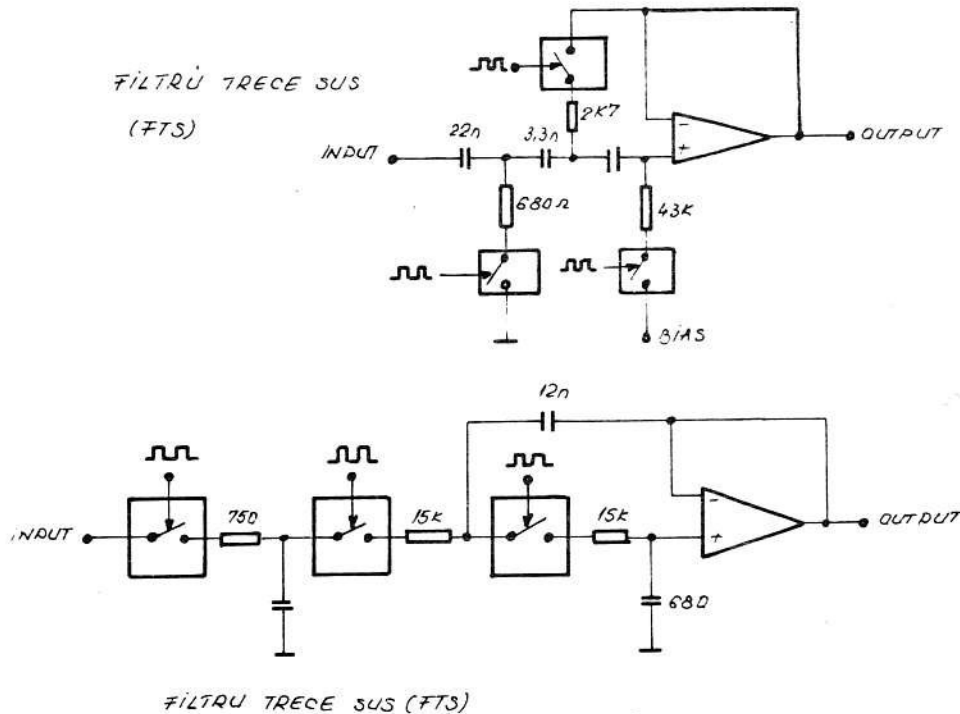 FILTRU TRECE SUS
(FTS)
2K7
22n
3,3n
INPUT
OUTPUT
680Ω
43K
BIAS
12n
750
15K
15K
INPUT
OUTPUT
680
FILTRU TRECE SUS (FTS)